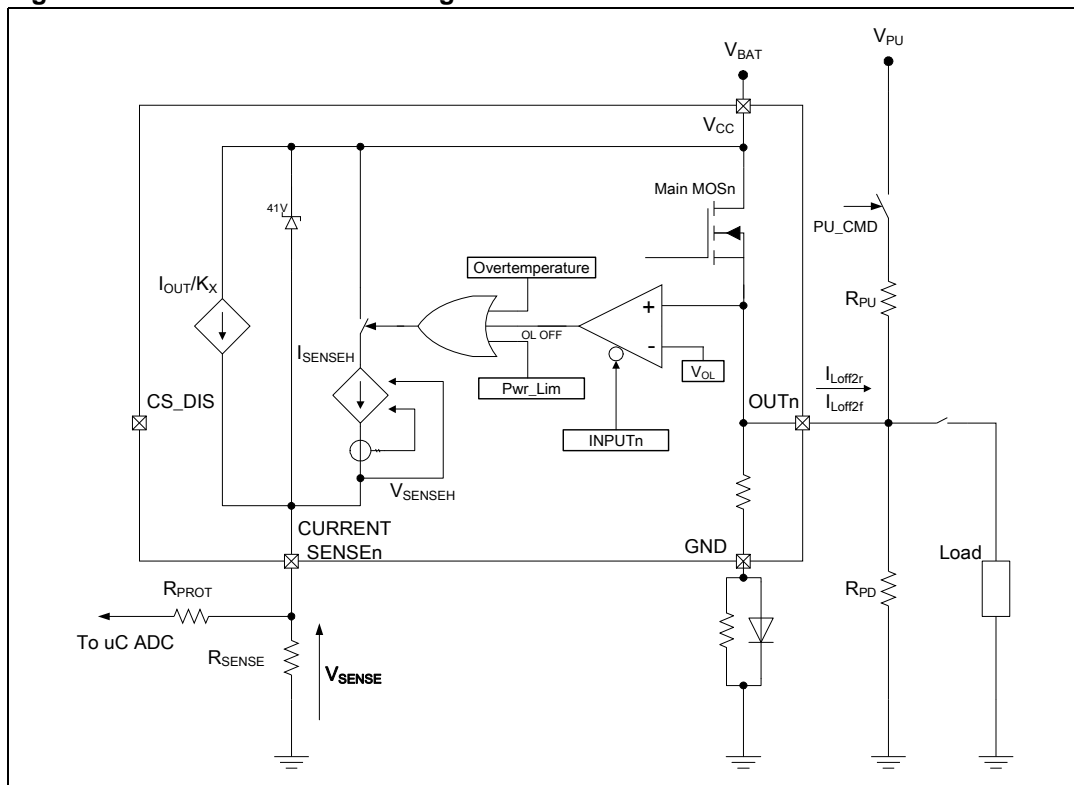 V_BAT
V_PU
V_CC
Main MOSn
41V
PU_CMD
Overtemperature
I_OUT/K_X
R_PU
+
OL OFF
-
I_SENSEH
V_OL
I_Loff2r
Pwr_Lim
I_Loff2f
CS_DIS
OUTn
INPUTn
V_SENSEH
CURRENT
SENSEn
GND
Load
R_PROT
R_PD
To uC ADC
R_SENSE
V_SENSE